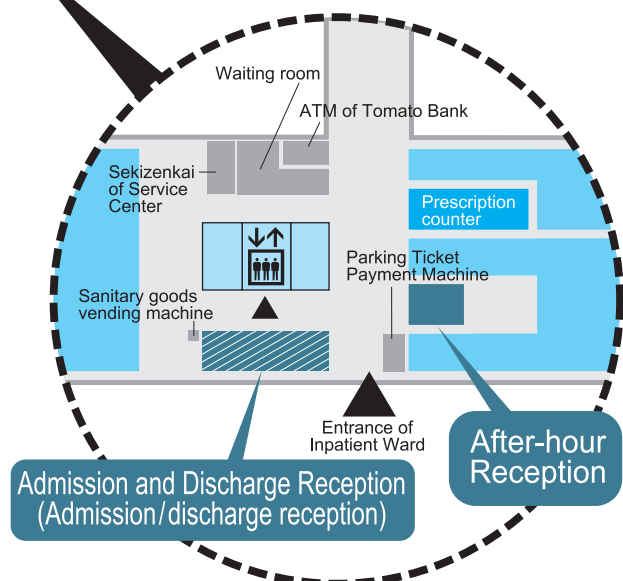 Waiting room
ATM of Tomato Bank
Sekizenkai
of Service
Center
Prescription
counter
Parking Ticket
Payment Machine
Sanitary goods
vending machine
Entrance of
Inpatient Ward
After-hour
Reception
Admission and Discharge Reception
(Admission/discharge reception)